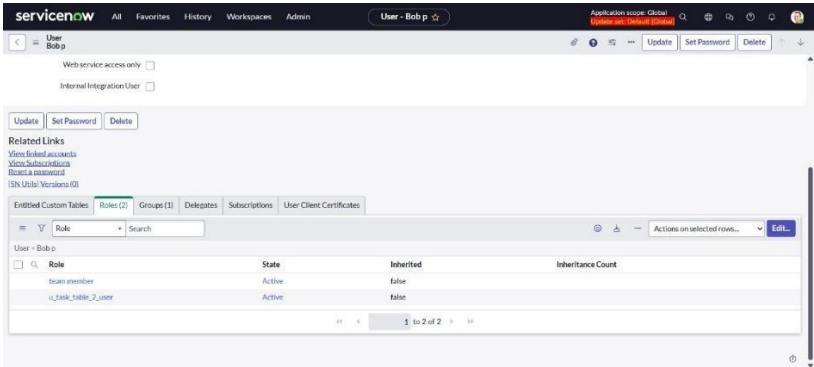 servicenow All Favorites History Workspaces Admin User - Bob p Application scope: Global
Update set: Default [Global]
User
Bob p
Update Set Password Delete
Web service access only
Internal Integration User
Update Set Password Delete
Related Links
View linked accounts
View Subscriptions
Reset a password
[SN Utils] Versions (0)
Entitled Custom Tables Roles (2) Groups (1) Delegates Subscriptions User Client Certificates
Role Search Actions on selected rows... Edit...
User = Bob p
Role State Inherited Inheritance Count
team member Active false
u_task_table_2_user Active false
1 to 2 of 2